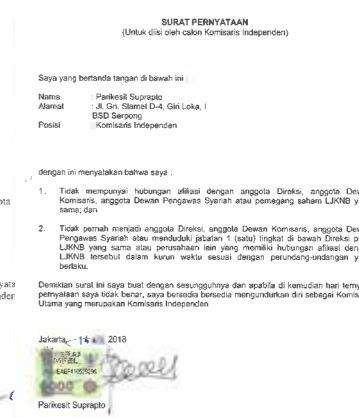 SURAT PERNYATAAN
(Untuk diisi oleh calon Komisaris Independen)
Saya yang bertanda tangan di bawah ini :
Nama : Parikesit Suprapto
Alamat : Jl. Gn. Slamet D-4, Giri Loka, I
BSD Serpong
Posisi : Komisaris Independen
dengan ini menyatakan bahwa saya :
1. Tidak mempunyai hubungan afiliasi dengan anggota Direksi, anggota Dew
Komisaris, anggota Dewan Pengawas Syariah atau pemegang saham LJKNB y
sama; dan
2. Tidak pernah menjadi anggota Direksi, anggota Dewan Komisaris, anggota Dew
Pengawas Syariah atau menduduki jabatan 1 (satu) tingkat di bawah Direksi p
LJKNB yang sama atau perusahaan lain yang memiliki hubungan afiliasi den
LJKNB tersebut dalam kurun waktu sesuai dengan perundang-undangan y
berlaku.
Demikian surat ini saya buat dengan sesungguhnya dan apabila di kemudian hari terny
pernyataan saya tidak benar, saya bersedia bersedia mengundurkan diri sebagai Komis
Utama yang merupakan Komisaris Independen
Jakarta, 2018
Parikesit Suprapto